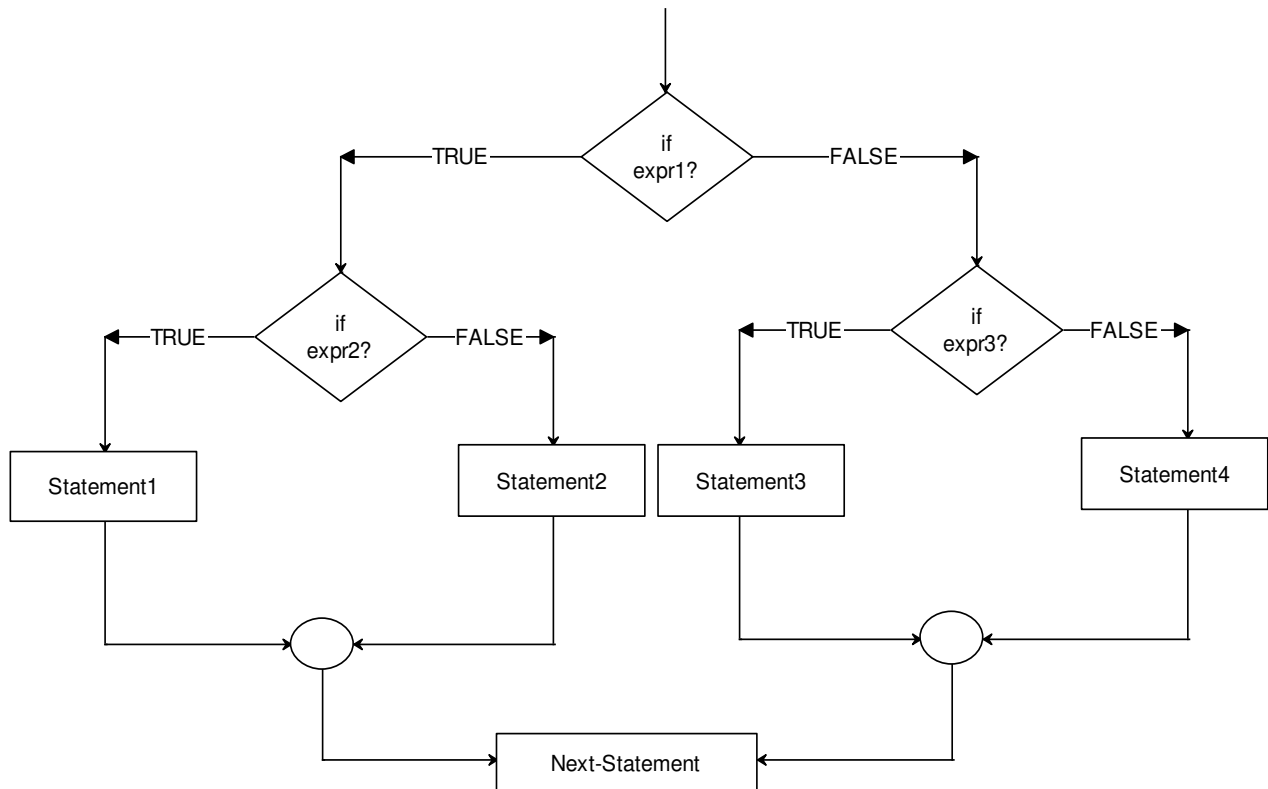 if
expr1?
TRUE
FALSE
if
expr2?
TRUE
FALSE
if
expr3?
TRUE
FALSE
Statement1
Statement2
Statement3
Statement4
Next-Statement